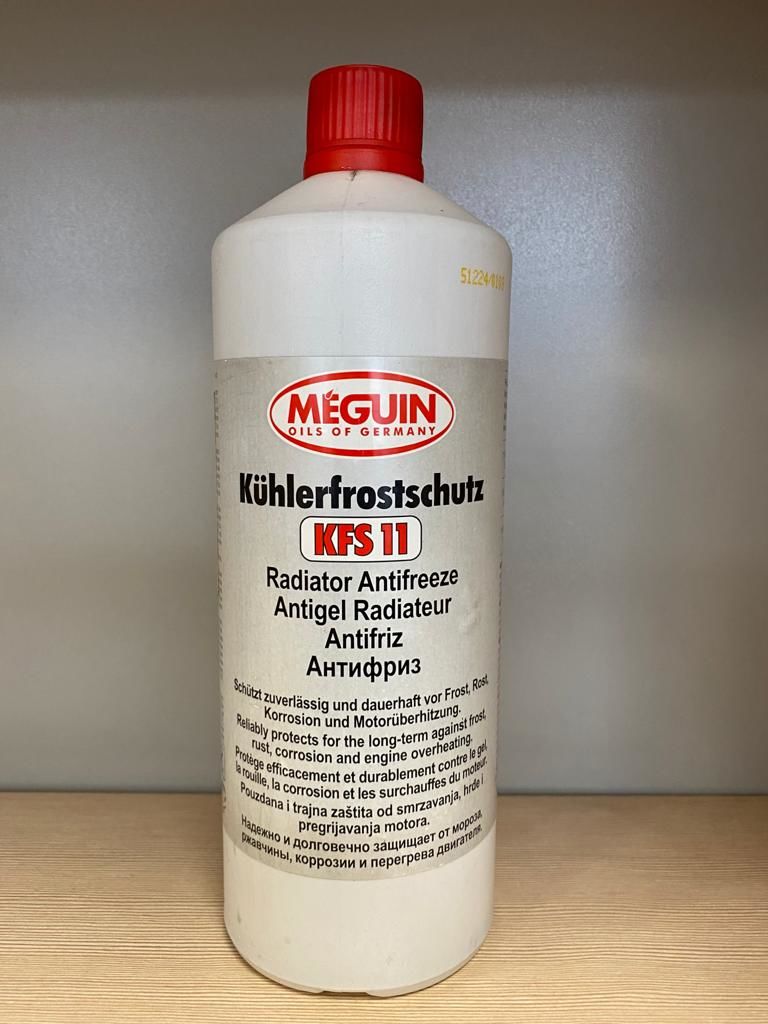 51224/010
MÉGUIN
OILS OF GERMANY
Kühlerfrostschutz
KFS 11
Radiator Antifreeze
Antigel Radiateur
Antifriz
Антифриз
Schützt zuverlässig und dauerhaft vor Frost, Rost,
Korrosion und Motorüberhitzung.
Reliably protects for the long-term against frost,
rust, corrosion and engine overheating.
Protège efficacement et durablement contre le gel,
la rouille, la corrosion et les surchauffes du moteur.
Pouzdana i trajna zaštita od smrzavanja, hrđe i
pregrijavanja motora.
Надежно и долговечно защищает от мороза,
ржавчины, коррозии и перегрева двигателя.